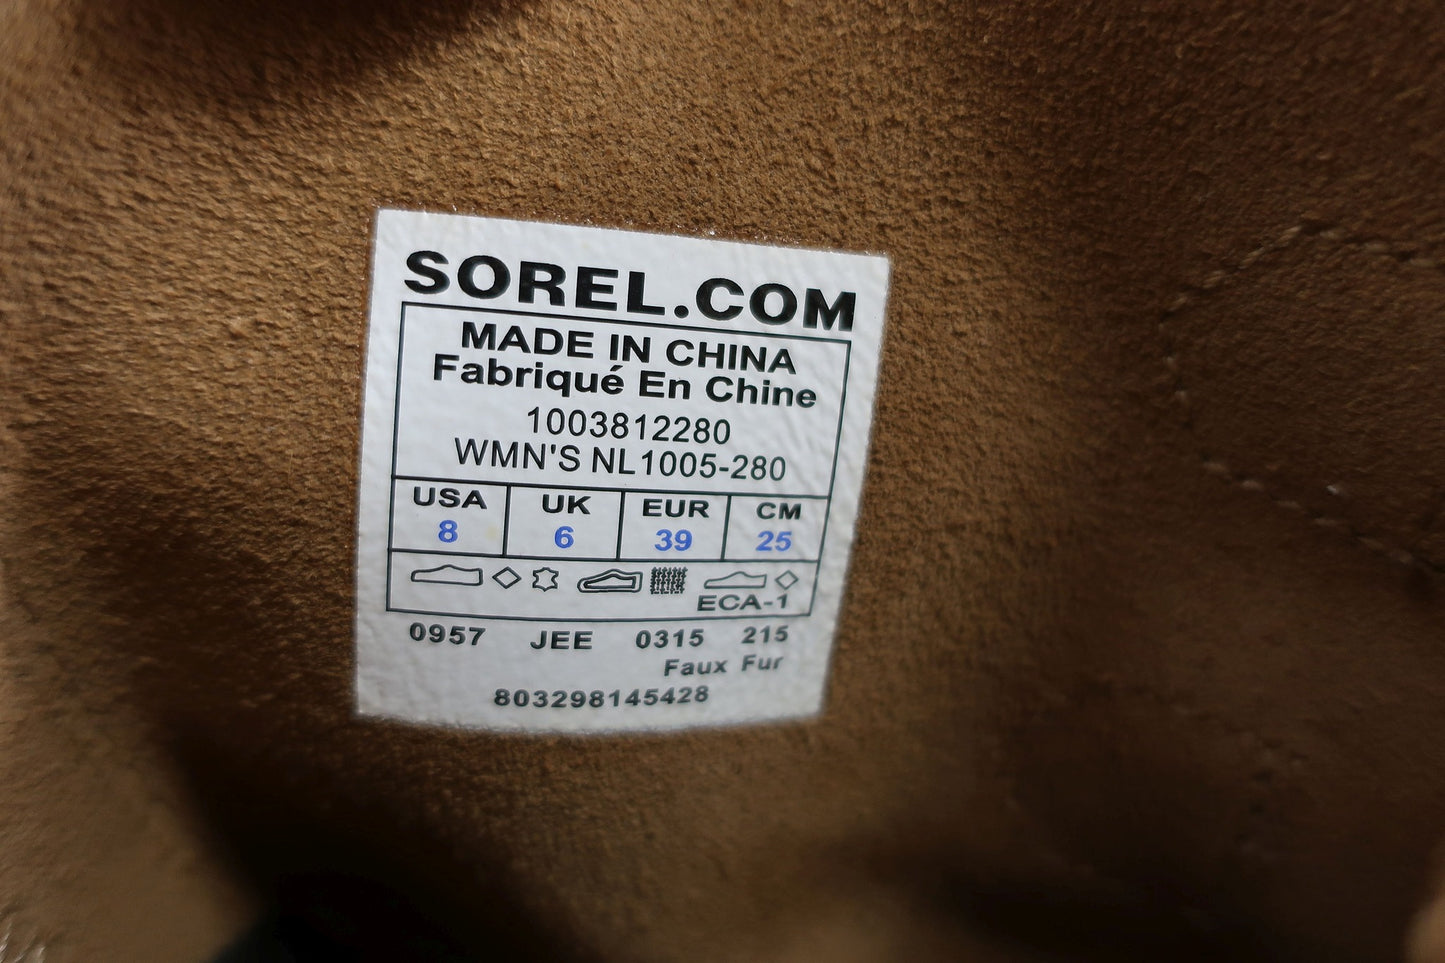 SOREL.COM
MADE IN CHINA
Fabriqué En Chine
1003812280
WMN'S NL1005-280
USA UK EUR CM
8 6 39 25
ECA-1
0957 JEE 0315 215
Faux Fur
803298145428